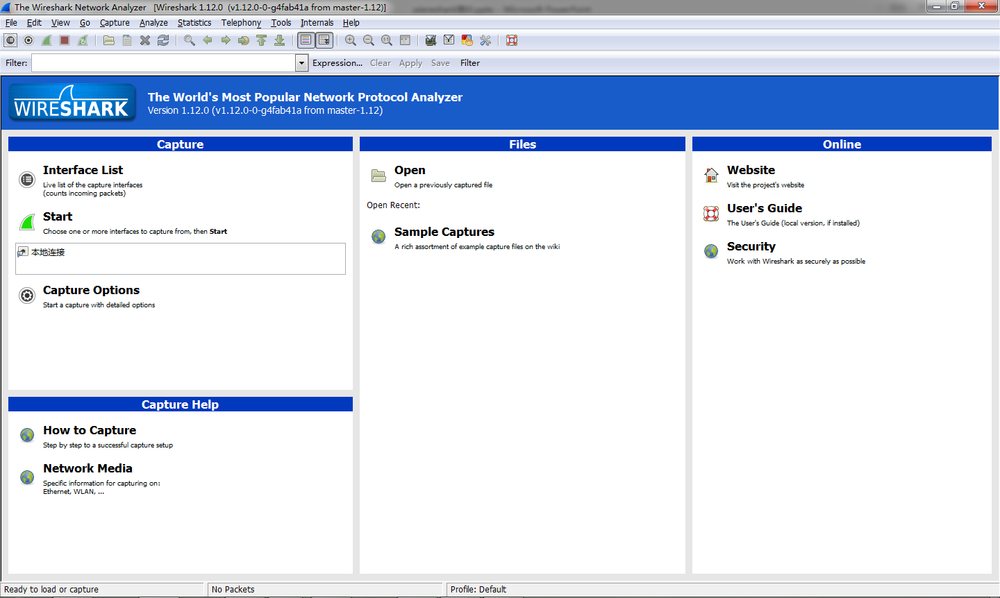 The Wireshark Network Analyzer [Wireshark 1.12.0 (v1.12.0-0-g4fab41a from master-1.12)]
File Edit View Go Capture Analyze Statistics Telephony Tools Internals Help
Filter: Expression... Clear Apply Save Filter
WIRESHARK
The World's Most Popular Network Protocol Analyzer
Version 1.12.0 (v1.12.0-0-g4fab41a from master-1.12)
Capture
Interface List
Live list of the capture interfaces
(counts incoming packets)
Start
Choose one or more interfaces to capture from, then Start
本地连接
Capture Options
Start a capture with detailed options
Capture Help
How to Capture
Step by step to a successful capture setup
Network Media
Specific information for capturing on:
Ethernet, WLAN, ...
Files
Open
Open a previously captured file
Open Recent:
Sample Captures
A rich assortment of example capture files on the wiki
Online
Website
Visit the project's website
User's Guide
The User's Guide (local version, if installed)
Security
Work with Wireshark as securely as possible
Ready to load or capture
No Packets
Profile: Default